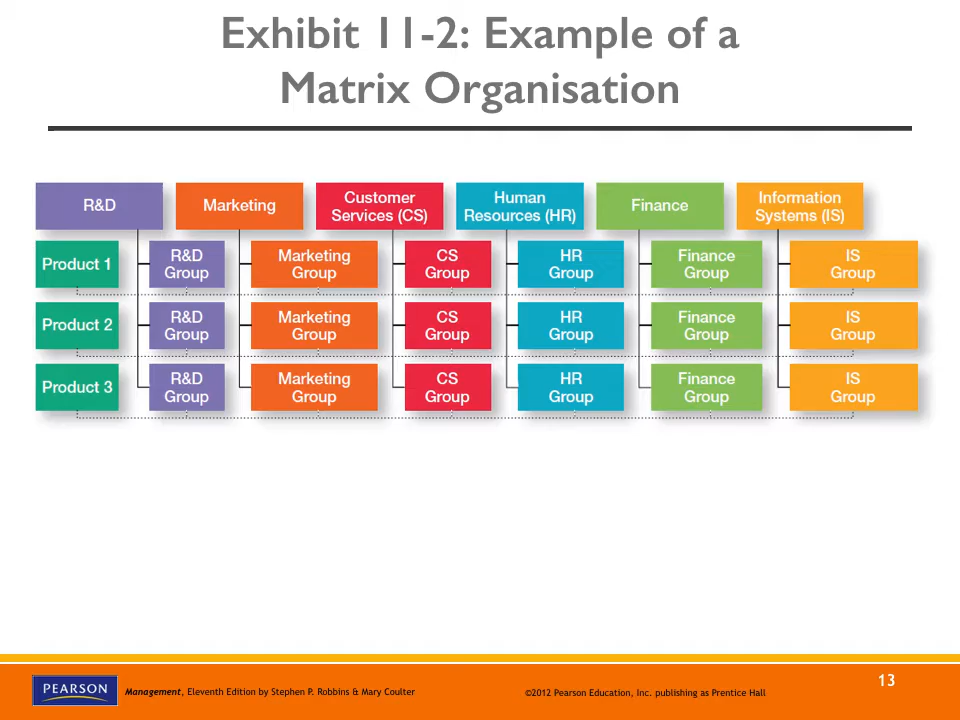 Exhibit 11-2: Example of a
Matrix Organisation
R&D
Marketing
Customer
Services (CS)
Human
Resources (HR)
Finance
Information
Systems (IS)
Product 1
R&D
Group
Marketing
Group
CS
Group
HR
Group
Finance
Group
IS
Group
Product 2
R&D
Group
Marketing
Group
CS
Group
HR
Group
Finance
Group
IS
Group
Product 3
R&D
Group
Marketing
Group
CS
Group
HR
Group
Finance
Group
IS
Group
PEARSON
Management, Eleventh Edition by Stephen P. Robbins & Mary Coulter
©2012 Pearson Education, Inc. publishing as Prentice Hall
13